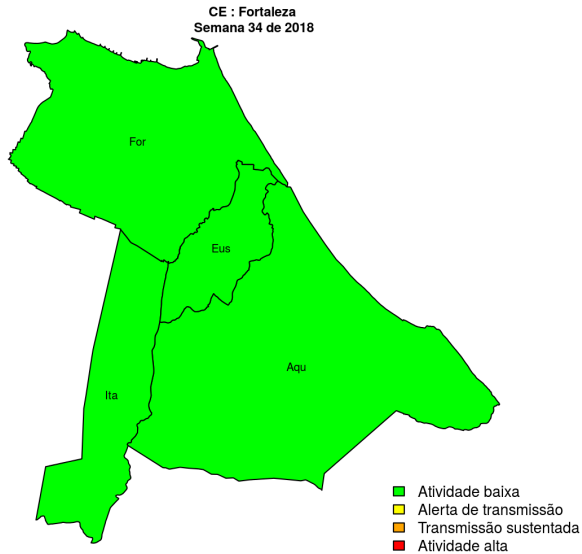 CE : Fortaleza
Semana 34 de 2018
For
Eus
Aqu
Ita
Atividade baixa
Alerta de transmissão
Transmissão sustentada
Atividade alta